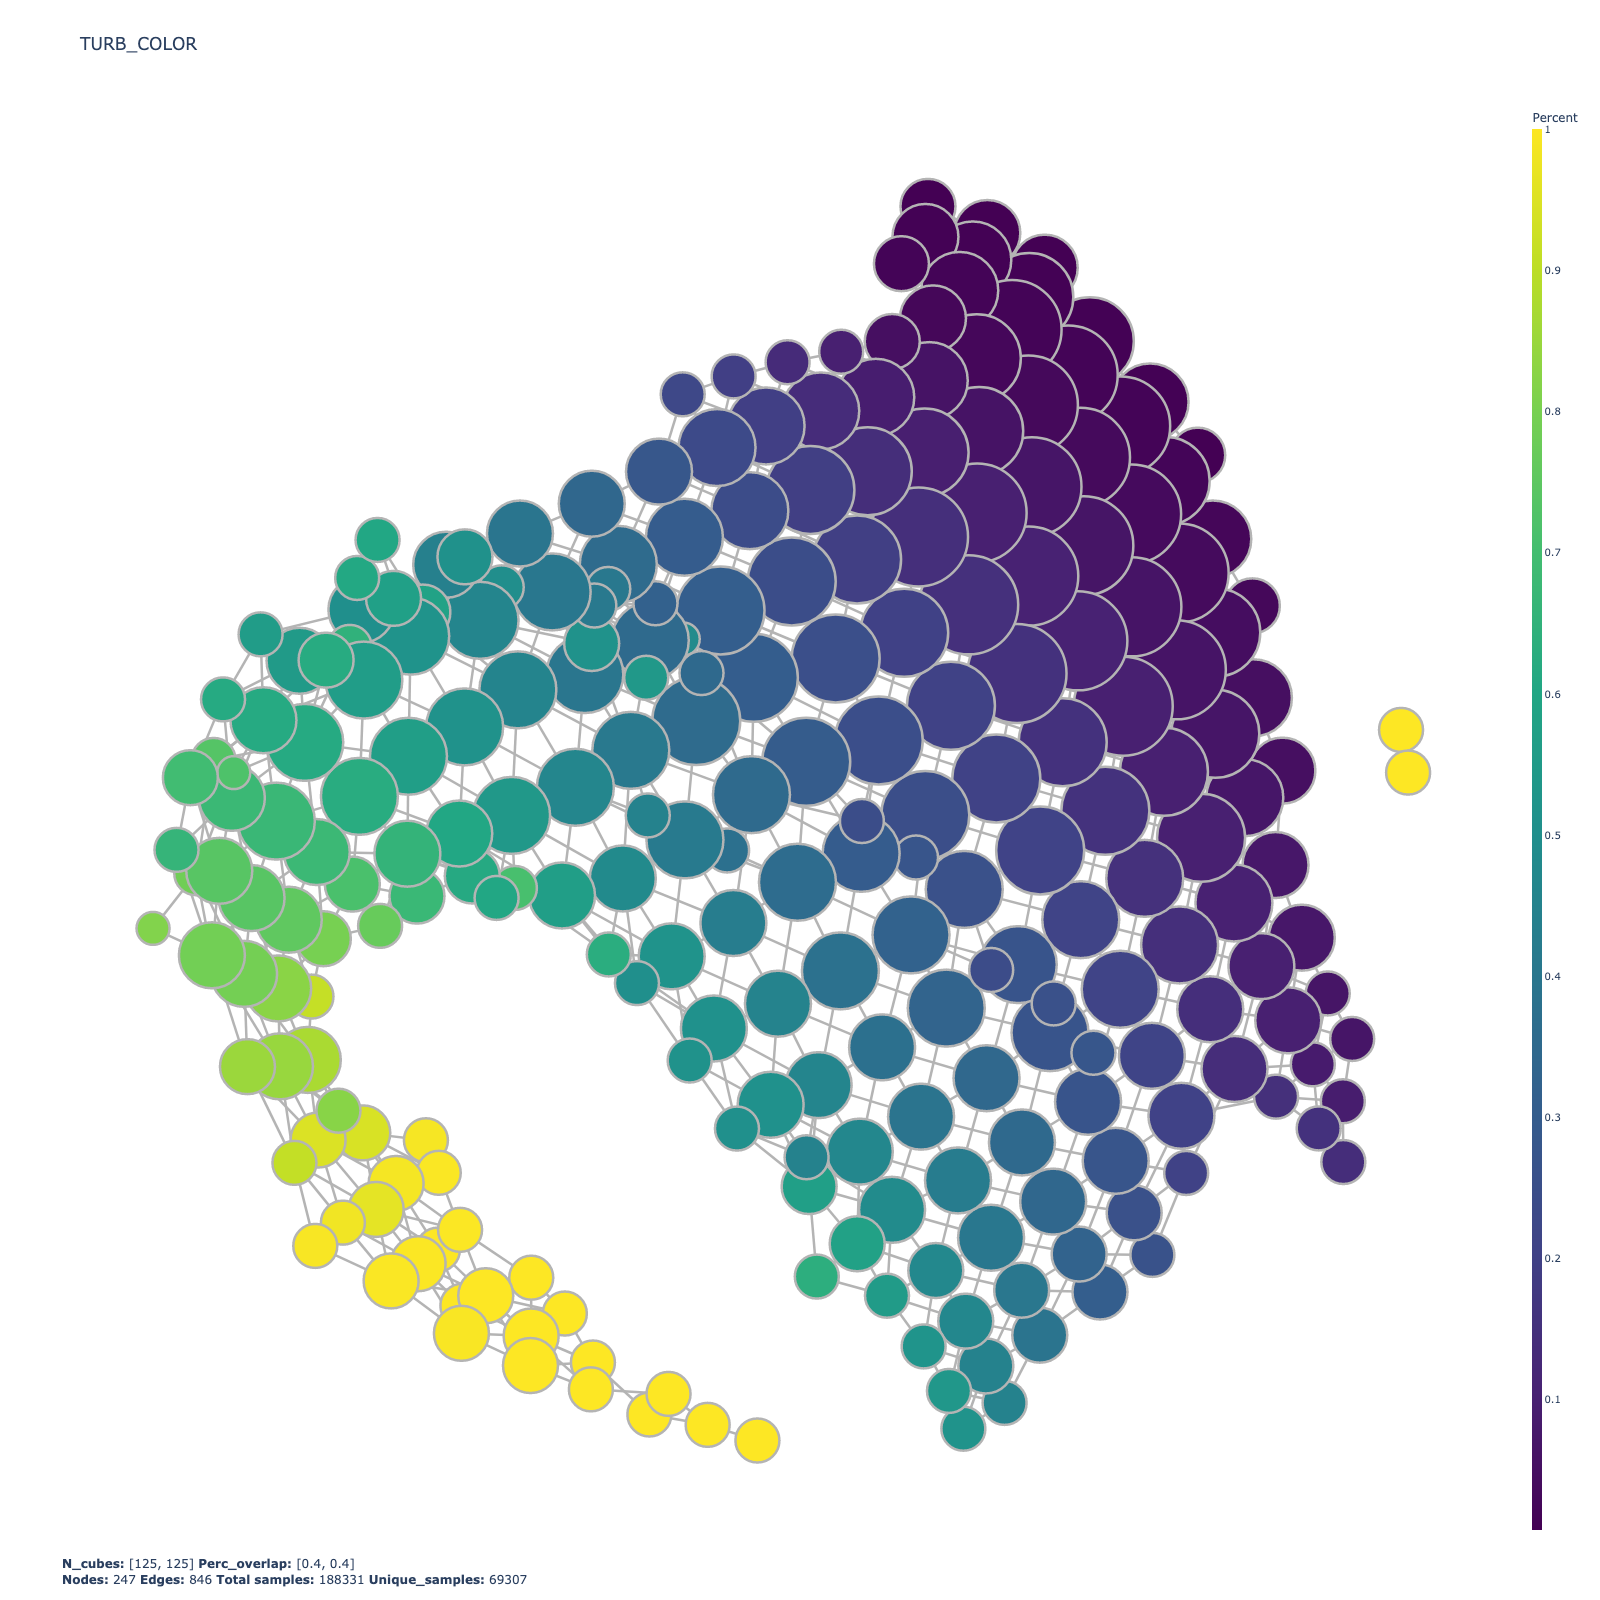 TURB_COLOR
Percent
1
0.9
0.8
0.7
0.6
0.5
0.4
0.3
0.2
0.1
N_cubes: [125, 125] Perc_overlap: [0.4, 0.4]
Nodes: 247 Edges: 846 Total samples: 188331 Unique_samples: 69307